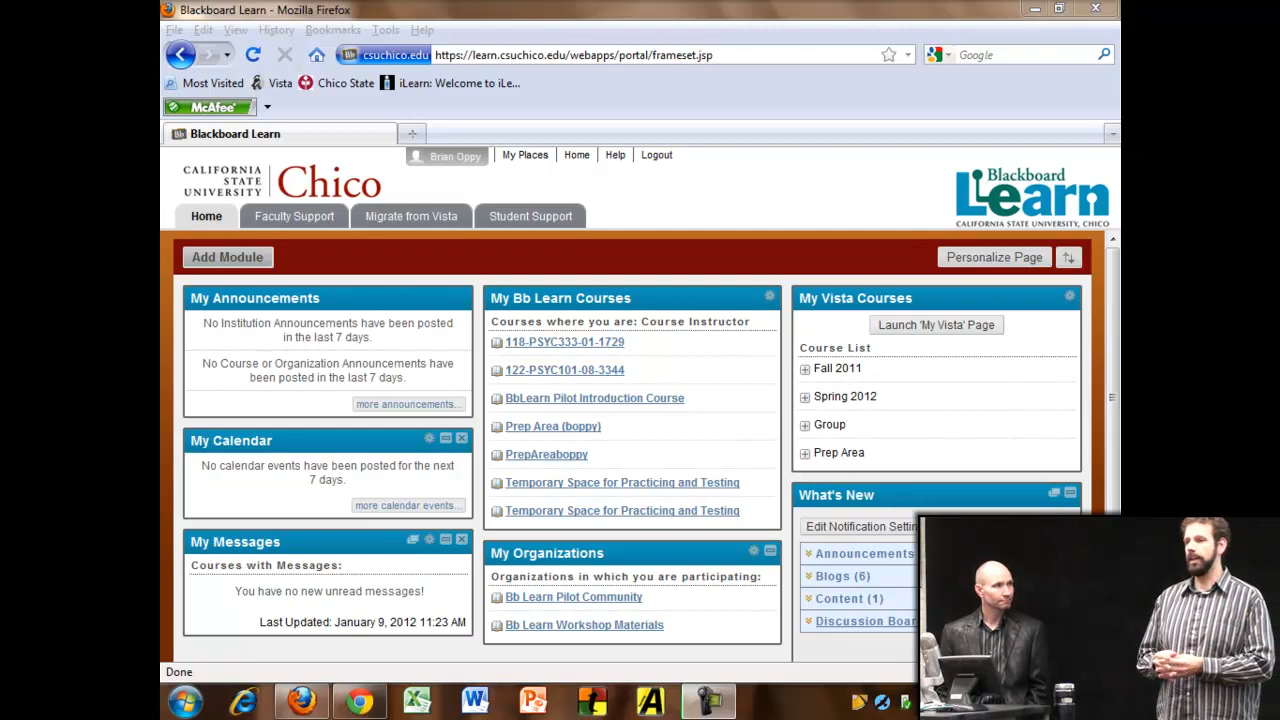 Blackboard Learn - Mozilla Firefox
File Edit View History Bookmarks Tools Help
csuchico.edu https://learn.csuchico.edu/webapps/portal/frameset.jsp
Google
Most Visited Vista Chico State iLearn: Welcome to iLe...
McAfee
Blackboard Learn
Brian Oppy My Places Home Help Logout
CALIFORNIA
STATE
UNIVERSITY
Chico
Blackboard
Learn
CALIFORNIA STATE UNIVERSITY, CHICO
Home Faculty Support Migrate from Vista Student Support
Add Module
Personalize Page
My Announcements
No Institution Announcements have been posted
in the last 7 days.
No Course or Organization Announcements have
been posted in the last 7 days.
more announcements...
My Calendar
No calendar events have been posted for the next
7 days.
more calendar events...
My Messages
Courses with Messages:
You have no new unread messages!
Last Updated: January 9, 2012 11:23 AM
My Bb Learn Courses
Courses where you are: Course Instructor
118-PSYC333-01-1729
122-PSYC101-08-3344
BbLearn Pilot Introduction Course
Prep Area (boppy)
PrepAreaboppy
Temporary Space for Practicing and Testing
Temporary Space for Practicing and Testing
My Organizations
Organizations in which you are participating:
Bb Learn Pilot Community
Bb Learn Workshop Materials
My Vista Courses
Launch 'My Vista' Page
Course List
Fall 2011
Spring 2012
Group
Prep Area
What's New
Edit Notification Settin
Announcements
Blogs (6)
Content (1)
Discussion Boar
Done